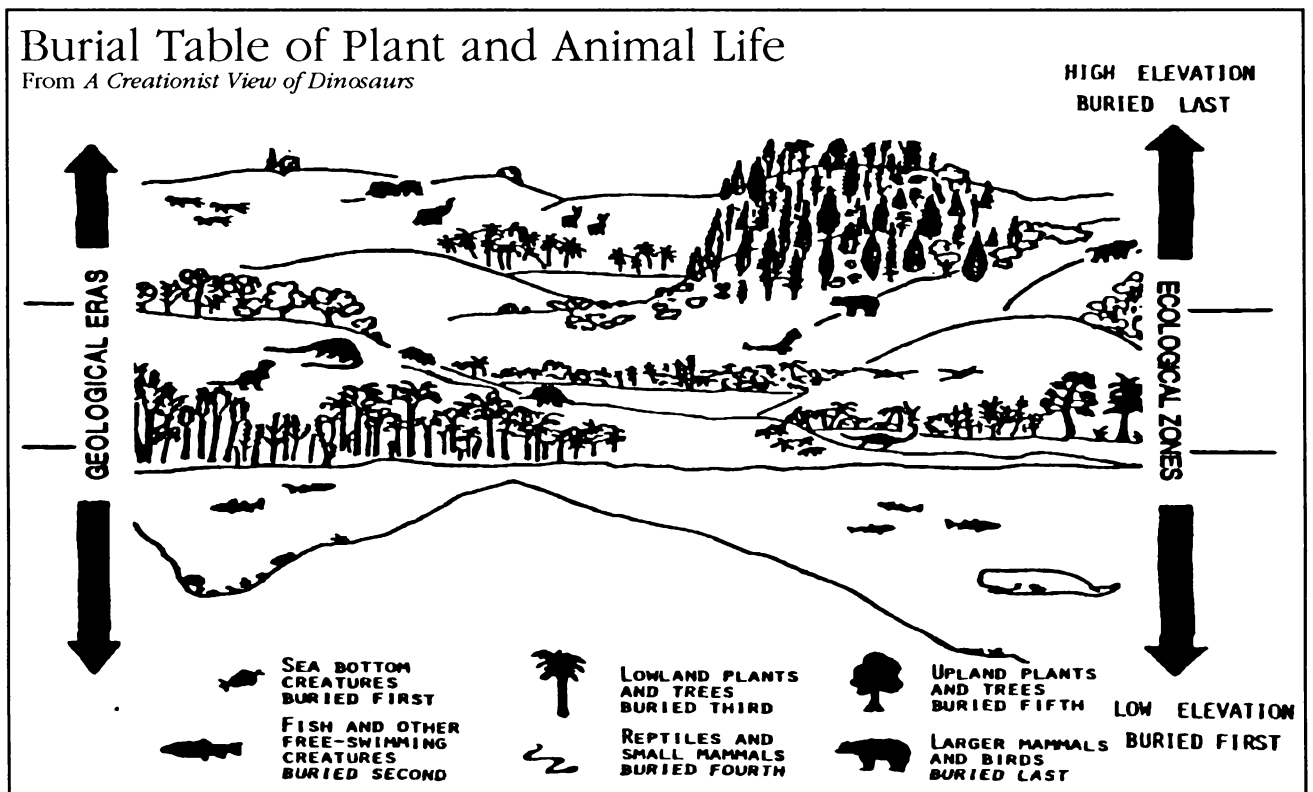 Burial Table of Plant and Animal Life
From A Creationist View of Dinosaurs
HIGH ELEVATION
BURIED LAST
GEOLOGICAL ERAS
ECOLOGICAL ZONES
SEA BOTTOM
CREATURES
BURIED FIRST
FISH AND OTHER
FREE-SWIMMING
CREATURES
BURIED SECOND
LOWLAND PLANTS
AND TREES
BURIED THIRD
REPTILES AND
SMALL MAMMALS
BURIED FOURTH
UPLAND PLANTS
AND TREES
BURIED FIFTH
LARGER MAMMALS
AND BIRDS
BURIED LAST
LOW ELEVATION
BURIED FIRST